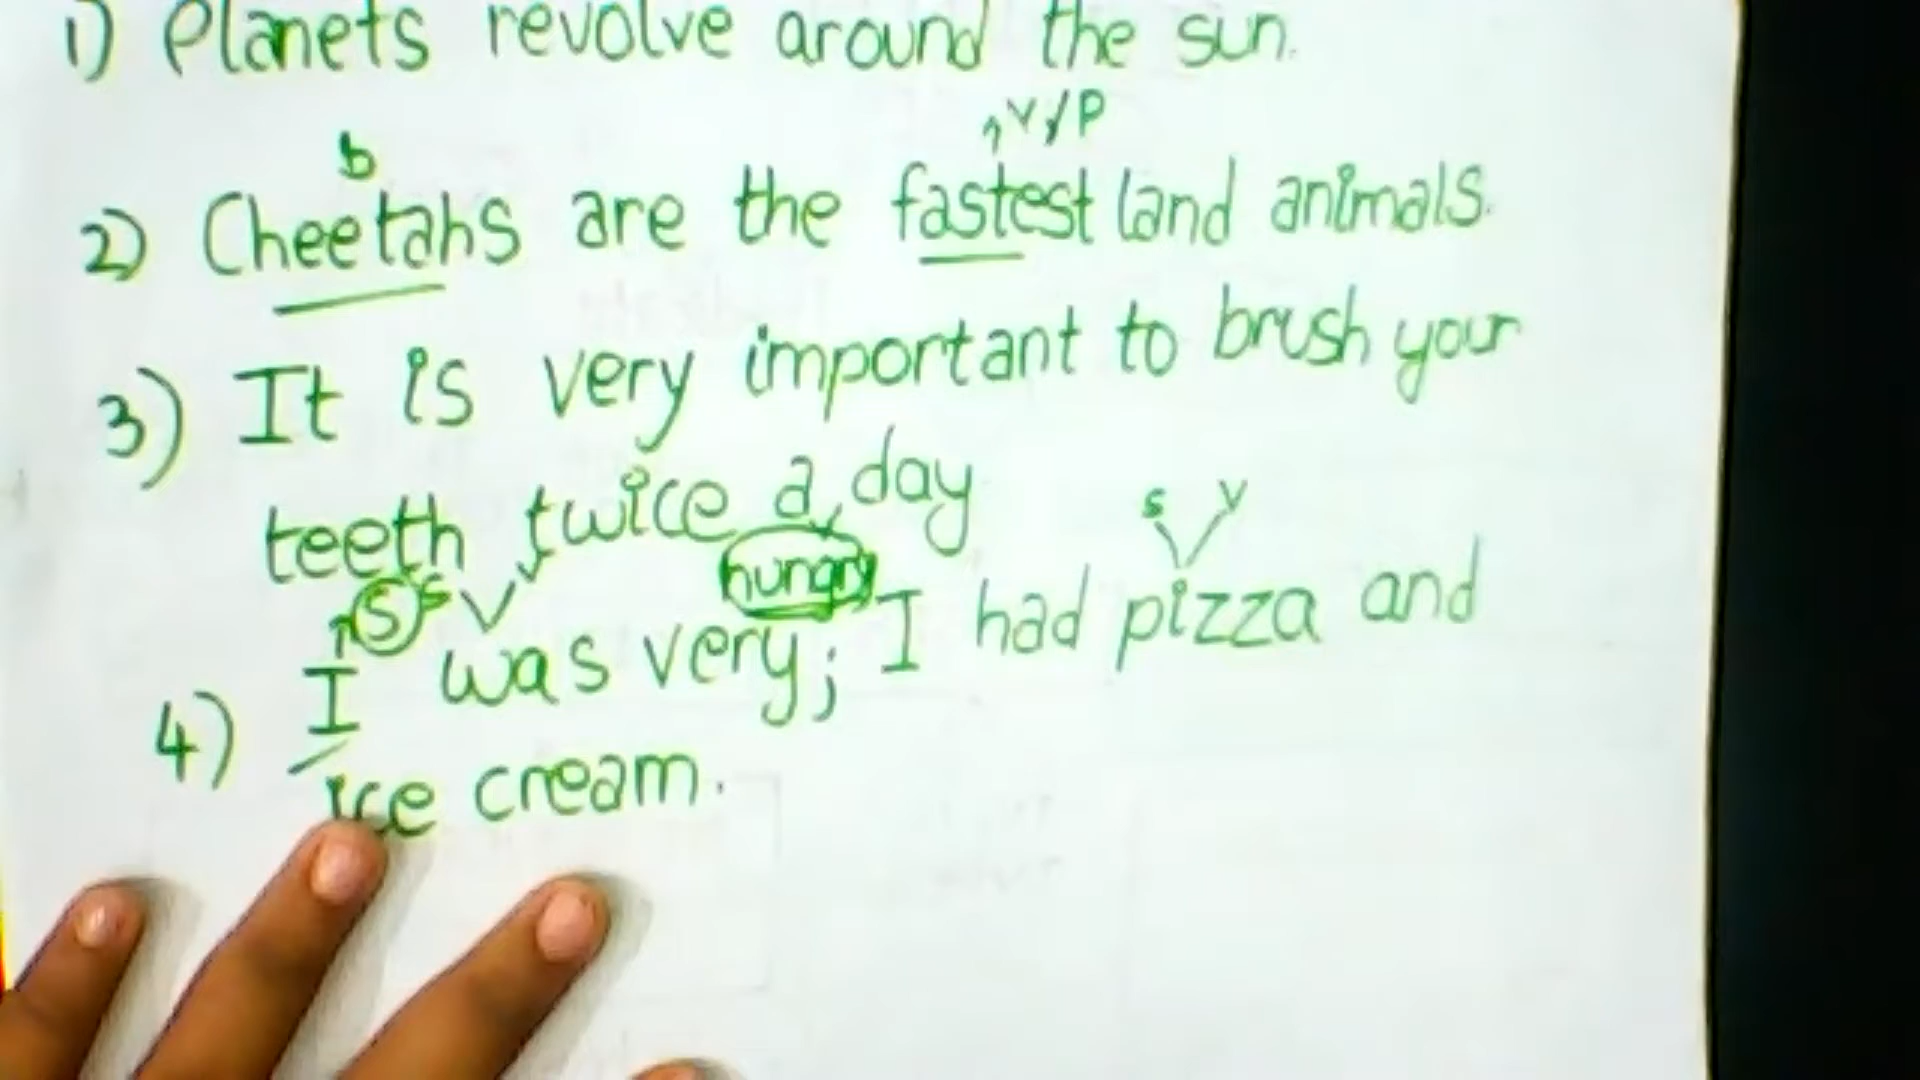 1) Planets revolve around the sun.
V/P
b
2) Cheetahs are the fastest land animals.
3) It is very important to brush your
teeth twice a day
s V
hungry
S s V
4) I was very; I had pizza and
ice cream.